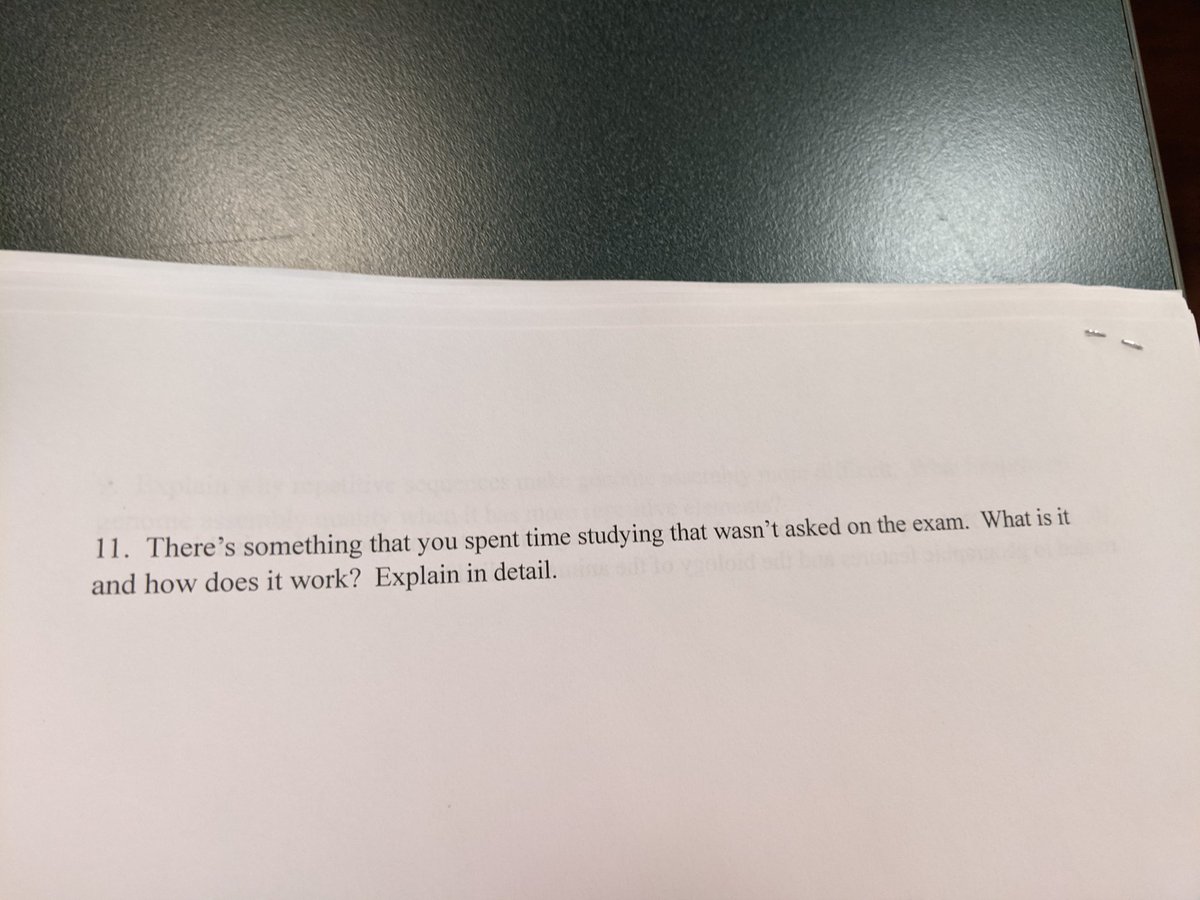 11. There's something that you spent time studying that wasn't asked on the exam. What is it
and how does it work? Explain in detail.